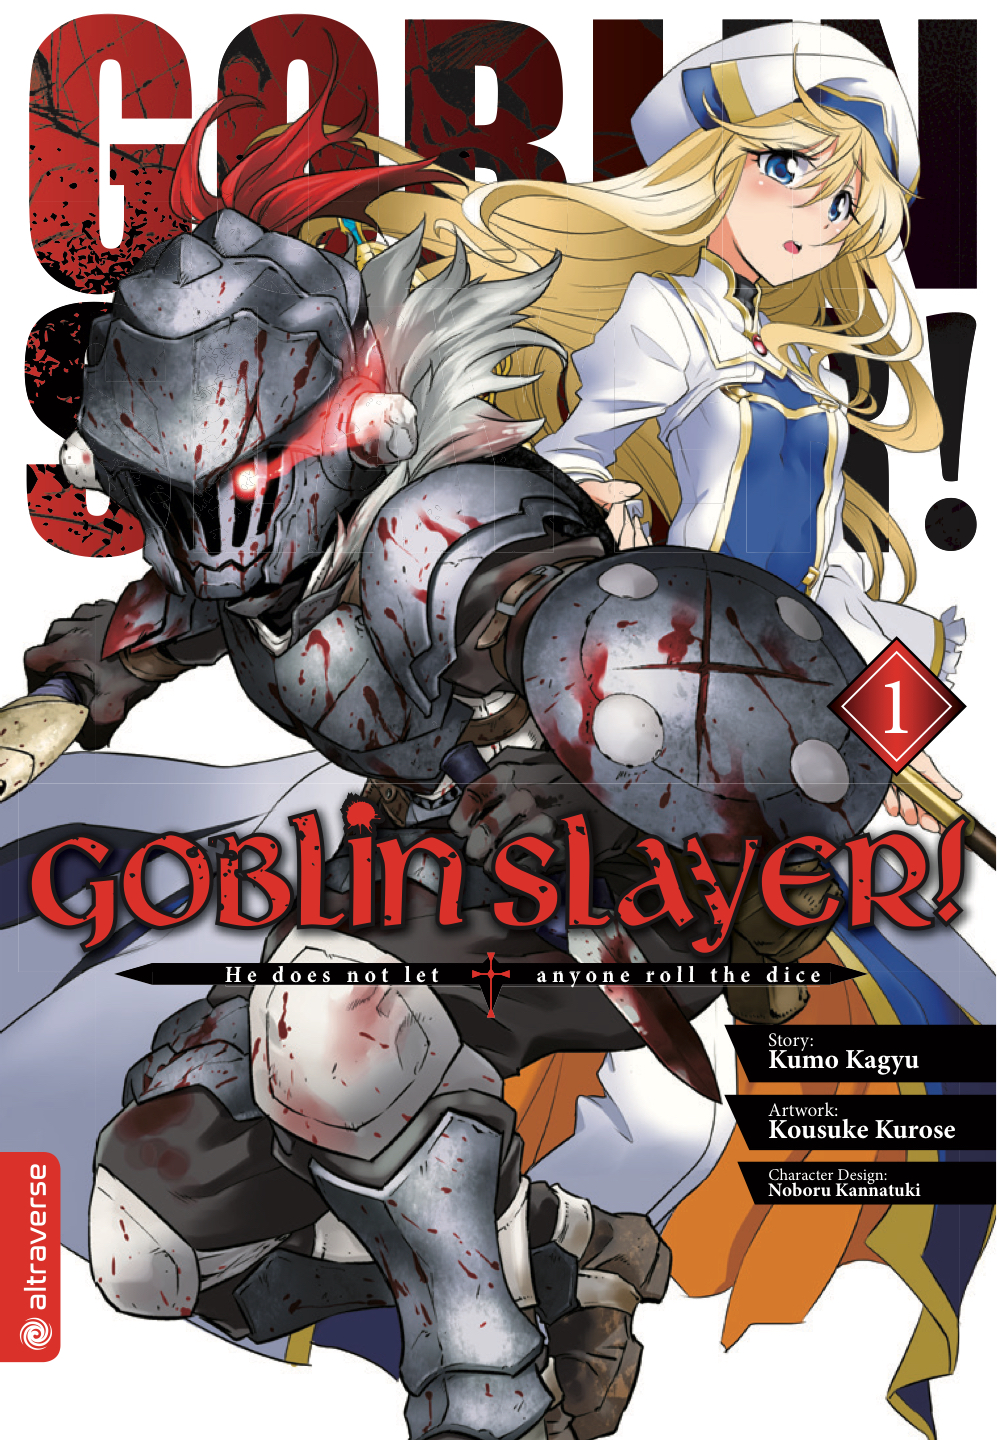 GOBLIN
SLAYER!
1
GOBLIN SLAYER!
He does not let anyone roll the dice
Story:
Kumo Kagyu
Artwork:
Kousuke Kurose
Character Design:
Noboru Kannatuki
altraverse